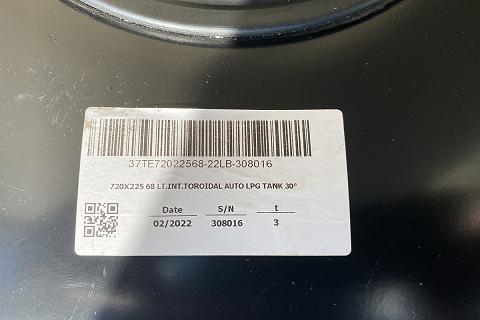 37TE72022568-22LB-308016
720X225 68 LT.INT.TOROIDAL AUTO LPG TANK 30°
Date S/N t
02/2022 308016 3